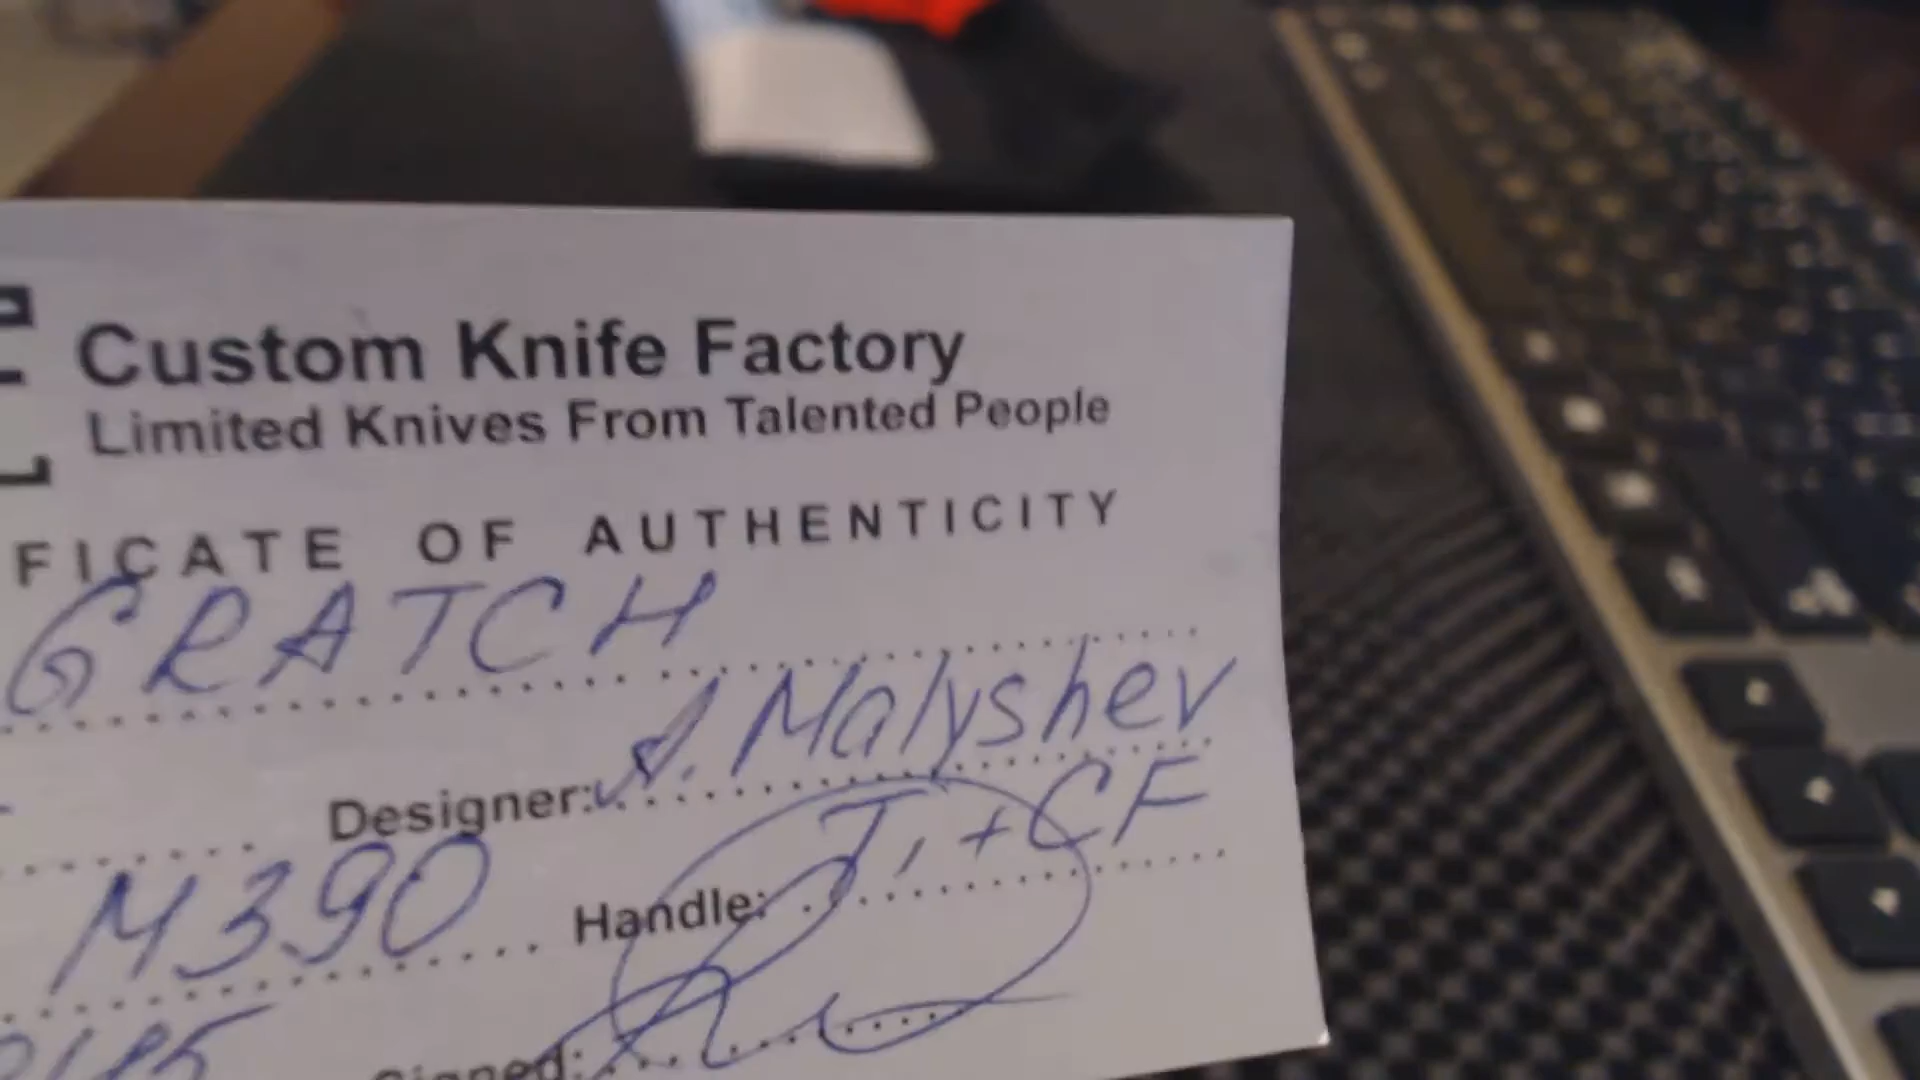 Custom Knife Factory
Limited Knives From Talented People
FICATE OF AUTHENTICITY
GRATCH
Designer: A. Malyshev
M390 Handle: Ti + CF
Signed: